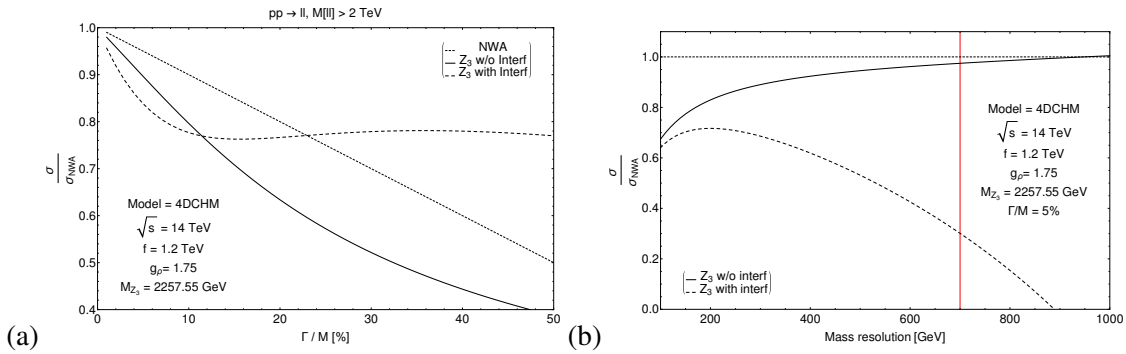 pp → ll, M[ll] > 2 TeV
1.0
0.9
0.8
0.7
0.6
0.5
0.4
σ
σNWA
NWA
Z3 w/o Interf
Z3 with Interf
Model = 4DCHM
√s = 14 TeV
f = 1.2 TeV
gρ= 1.75
MZ3 = 2257.55 GeV
0 10 20 30 40 50
Γ / M [%]
(a)
1.0
0.8
0.6
0.4
0.2
0.0
σ
σNWA
Model = 4DCHM
√s = 14 TeV
f = 1.2 TeV
gρ= 1.75
MZ3 = 2257.55 GeV
Γ/M = 5%
Z3 w/o interf
Z3 with interf
200 400 600 800 1000
Mass resolution [GeV]
(b)